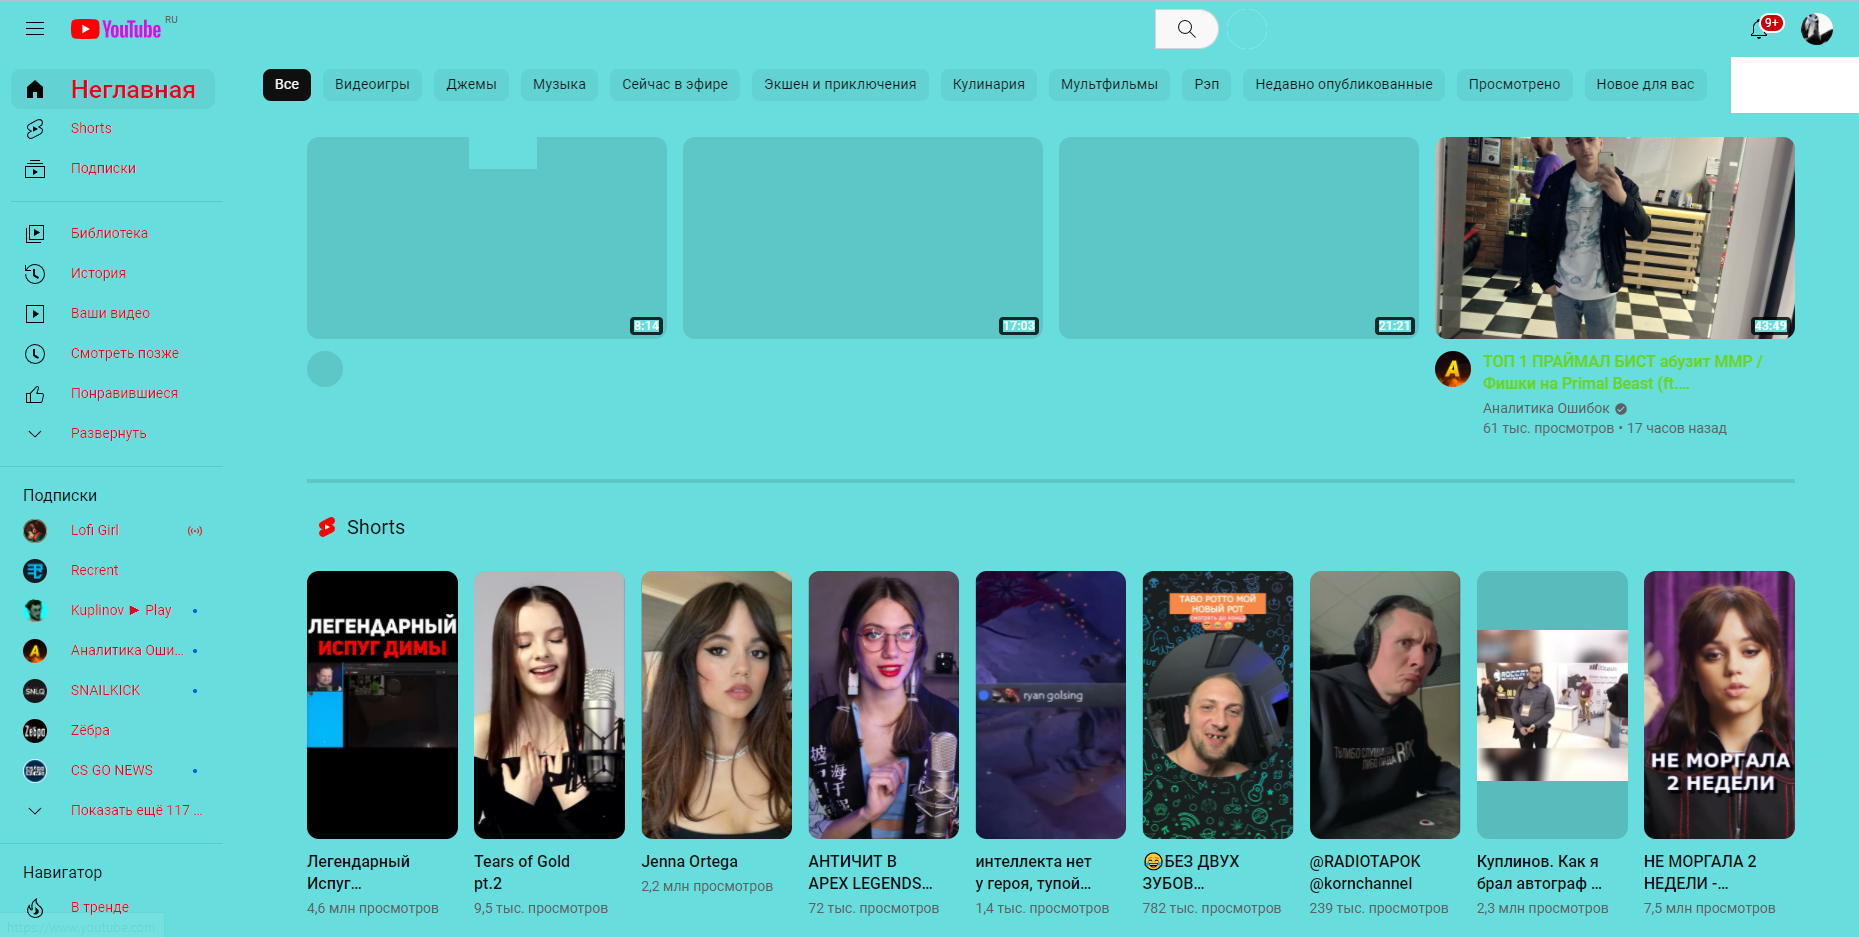 YouTube RU
9+
Неглавная
Shorts
Подписки
Библиотека
История
Ваши видео
Смотреть позже
Понравившиеся
Развернуть
Подписки
Lofi Girl
Recrent
Kuplinov ► Play
Аналитика Оши...
SNAILKICK
Zёбра
CS GO NEWS
Показать ещё 117 ...
Навигатор
В тренде
https://www.youtube.com
Все Видеоигры Джемы Музыка Сейчас в эфире Экшен и приключения Кулинария Мультфильмы Рэп Недавно опубликованные Просмотрено Новое для вас
8:14
17:03
21:21
43:49
ТОП 1 ПРАЙМАЛ БИСТ абузит ММР /
Фишки на Primal Beast (ft....
Аналитика Ошибок
61 тыс. просмотров • 17 часов назад
Shorts
ЛЕГЕНДАРНЫЙ
ИСПУГ ДИМЫ
Легендарный
Испуг...
4,6 млн просмотров
Tears of Gold
pt.2
9,5 тыс. просмотров
Jenna Ortega
2,2 млн просмотров
АНТИЧИТ В
APEX LEGENDS...
72 тыс. просмотров
ryan golsing
интеллекта нет
у героя, тупой...
1,4 тыс. просмотров
ТАВО РОТТО МОЙ
НОВЫЙ РОТ
смотреть до конца
😂БЕЗ ДВУХ
ЗУБОВ...
782 тыс. просмотров
@RADIOTAPOK
@kornchannel
239 тыс. просмотров
Куплинов. Как я
брал автограф ...
2,3 млн просмотров
НЕ МОРГАЛА
2 НЕДЕЛИ
НЕ МОРГАЛА 2
НЕДЕЛИ -...
7,5 млн просмотров